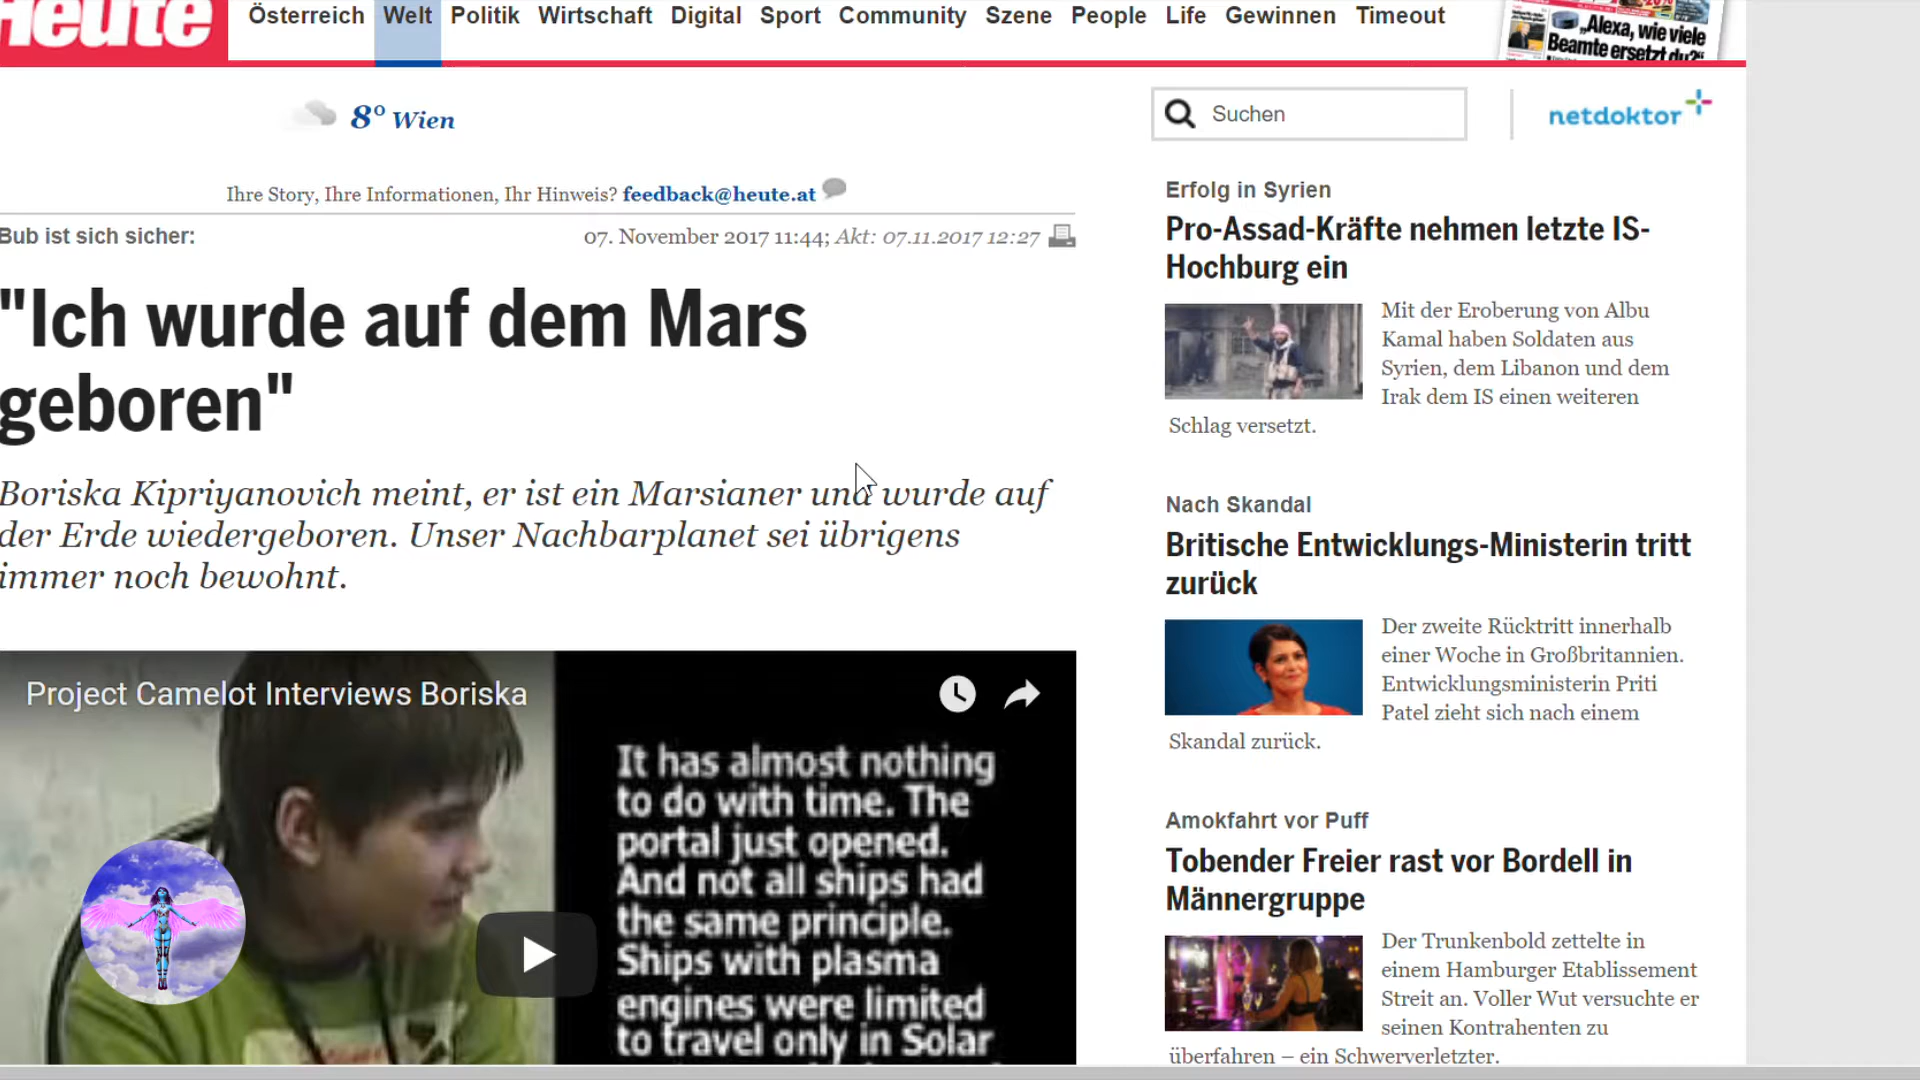 Heute
Österreich Welt Politik Wirtschaft Digital Sport Community Szene People Life Gewinnen Timeout
„Alexa, wie viele
Beamte ersetzt du?"
8° Wien
Suchen
netdoktor
Ihre Story, Ihre Informationen, Ihr Hinweis? feedback@heute.at
Bub ist sich sicher:
07. November 2017 11:44; Akt: 07.11.2017 12:27
"Ich wurde auf dem Mars
geboren"
Boriska Kipriyanovich meint, er ist ein Marsianer und wurde auf
der Erde wiedergeboren. Unser Nachbarplanet sei übrigens
immer noch bewohnt.
Project Camelot Interviews Boriska
It has almost nothing
to do with time. The
portal just opened.
And not all ships had
the same principle.
Ships with plasma
engines were limited
to travel only in Solar
Erfolg in Syrien
Pro-Assad-Kräfte nehmen letzte IS-
Hochburg ein
Mit der Eroberung von Albu
Kamal haben Soldaten aus
Syrien, dem Libanon und dem
Irak dem IS einen weiteren
Schlag versetzt.
Nach Skandal
Britische Entwicklungs-Ministerin tritt
zurück
Der zweite Rücktritt innerhalb
einer Woche in Großbritannien.
Entwicklungsministerin Priti
Patel zieht sich nach einem
Skandal zurück.
Amokfahrt vor Puff
Tobender Freier rast vor Bordell in
Männergruppe
Der Trunkenbold zettelte in
einem Hamburger Etablissement
Streit an. Voller Wut versuchte er
seinen Kontrahenten zu
überfahren – ein Schwerverletzter.